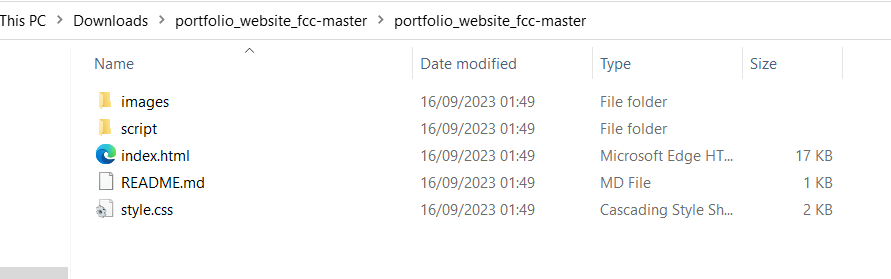 This PC > Downloads > portfolio_website_fcc-master > portfolio_website_fcc-master
Name Date modified Type Size
images 16/09/2023 01:49 File folder
script 16/09/2023 01:49 File folder
index.html 16/09/2023 01:49 Microsoft Edge HT... 17 KB
README.md 16/09/2023 01:49 MD File 1 KB
style.css 16/09/2023 01:49 Cascading Style Sh... 2 KB